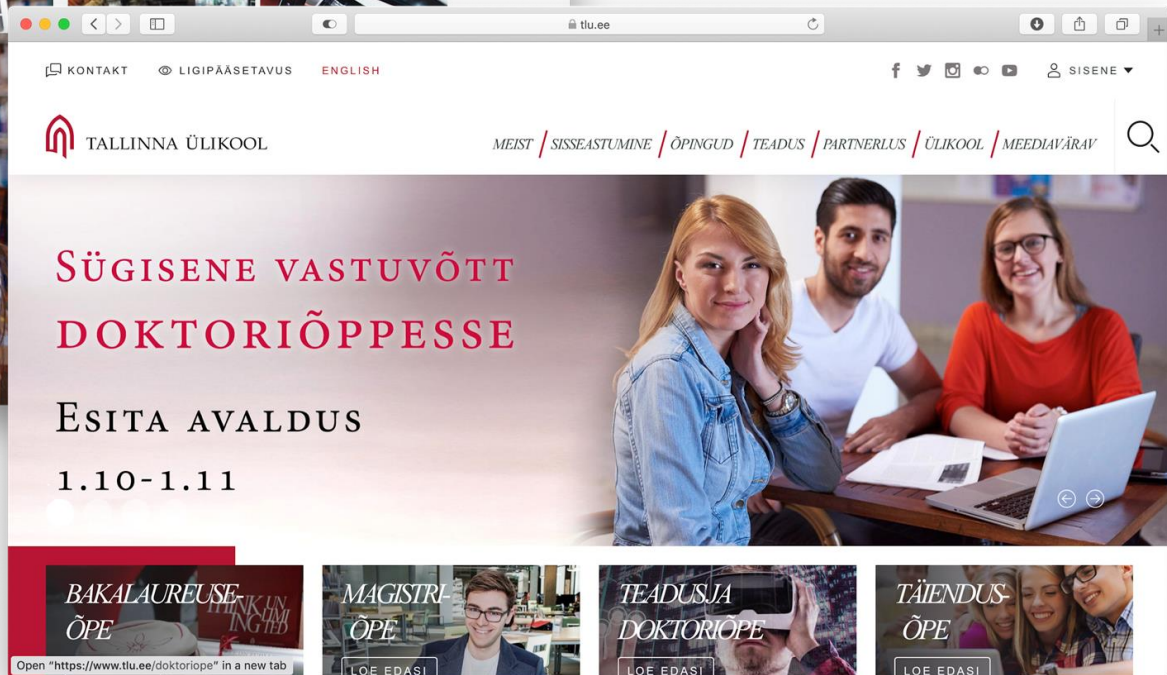 tlu.ee
KONTAKT
LIGIPÄÄSETAVUS
ENGLISH
SISENE
TALLINNA ÜLIKOOL
MEIST / SISSEASTUMINE / ÕPINGUD / TEADUS / PARTNERLUS / ÜLIKOOL / MEEDIAVÄRAV
SÜGISENE VASTUVÕTT
DOKTORIÕPPESSE
ESITA AVALDUS
1.10-1.11
BAKALAUREUSE-
ÕPE
MAGISTRI-
ÕPE
LOE EDASI
TEADUS JA
DOKTORIÕPE
LOE EDASI
TÄIENDUS-
ÕPE
LOE EDASI
Open "https://www.tlu.ee/doktoriope" in a new tab